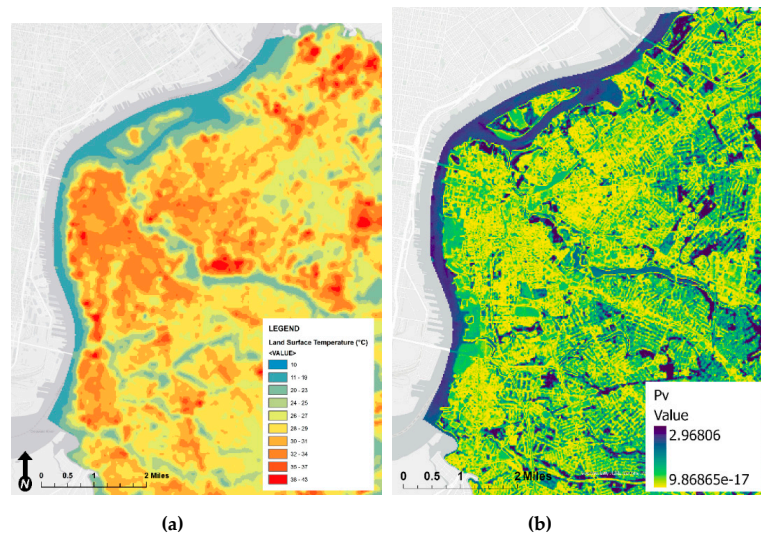 LEGEND
Land Surface Temperature (°C)
<VALUE>
10
11 - 19
20 - 23
24 - 25
26 - 27
28 - 29
30 - 31
32 - 34
35 - 37
38 - 43
N
0 0.5 1 2 Miles
Pv
Value
2.96806
9.86865e-17
0 0.5 1 2 Miles
(a)
(b)